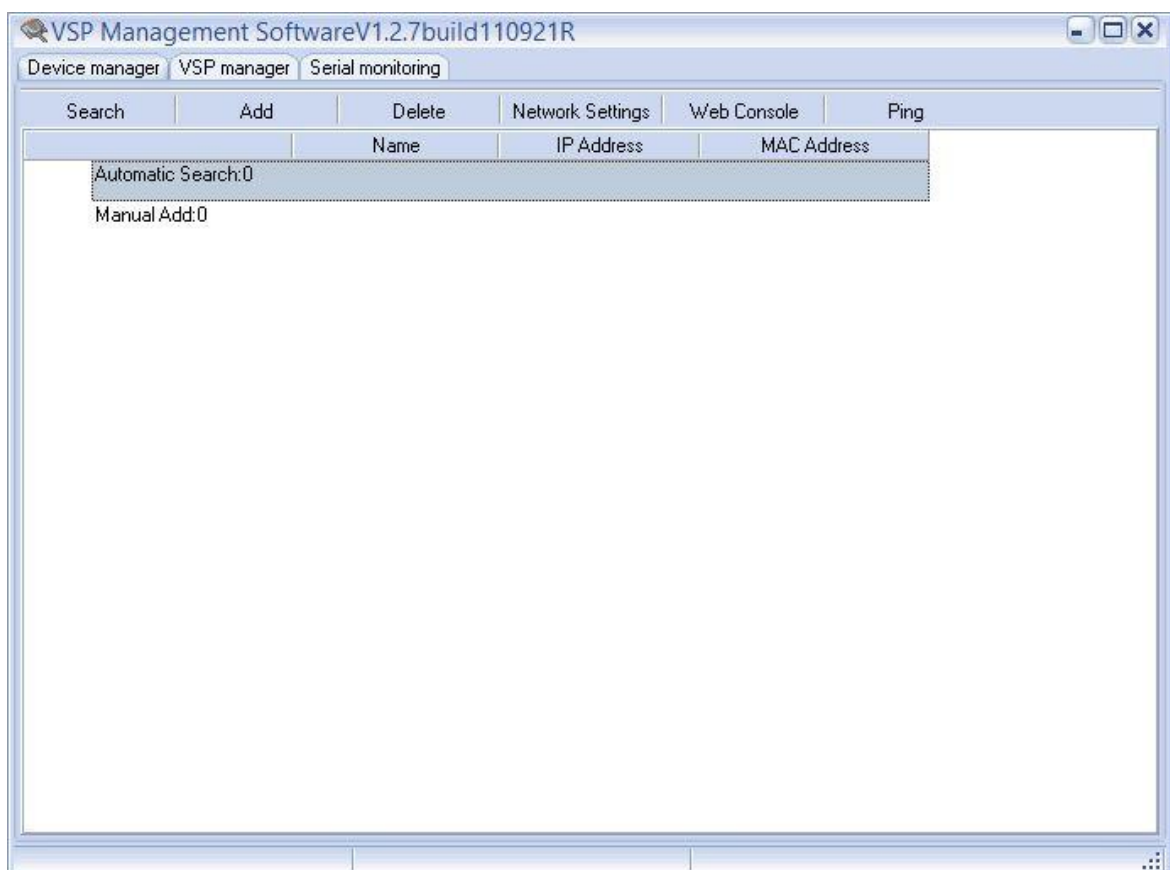 VSP Management SoftwareV1.2.7build110921R
Device manager VSP manager Serial monitoring
Search Add Delete Network Settings Web Console Ping
Name IP Address MAC Address
Automatic Search:0
Manual Add:0